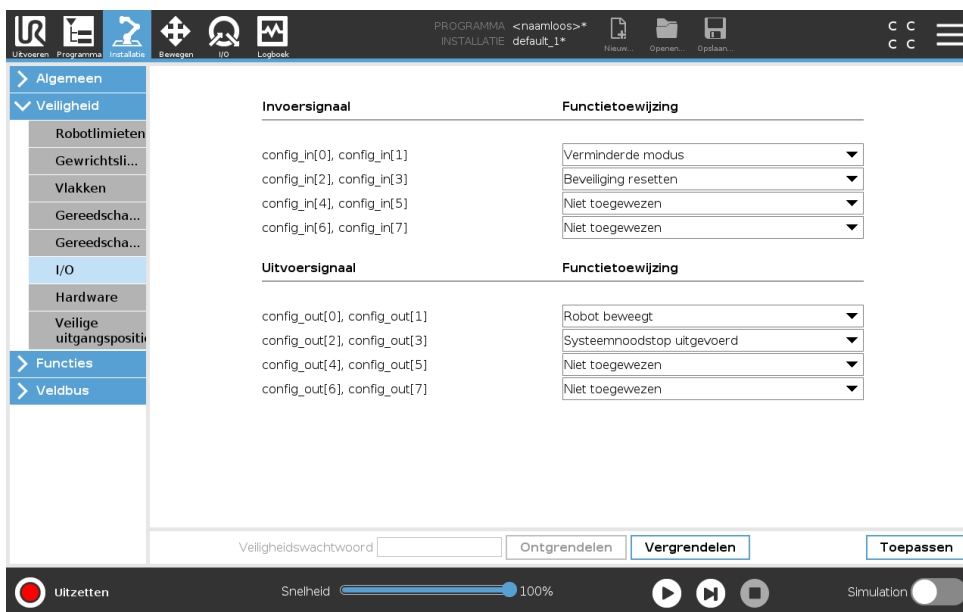 UR
PROGRAMMA <naamloos>*
INSTALLATIE default_1*
Uitvoeren Programma Installatie Bewegen I/O Logboek Nieuw... Openen... Opslaan...
C C
C C
Algemeen
Veiligheid
Robotlimieten
Gewrichtsli...
Vlakken
Gereedscha...
Gereedscha...
I/O
Hardware
Veilige
uitgangspositi
Functies
Veldbus
Invoersignaal Functietoewijzing
config_in[0], config_in[1] Verminderde modus
config_in[2], config_in[3] Beveiliging resetten
config_in[4], config_in[5] Niet toegewezen
config_in[6], config_in[7] Niet toegewezen
Uitvoersignaal Functietoewijzing
config_out[0], config_out[1] Robot beweegt
config_out[2], config_out[3] Systeemnoodstop uitgevoerd
config_out[4], config_out[5] Niet toegewezen
config_out[6], config_out[7] Niet toegewezen
Veiligheidswachtwoord Ontgrendelen Vergrendelen Toepassen
Uitzetten Snelheid 100% Simulation